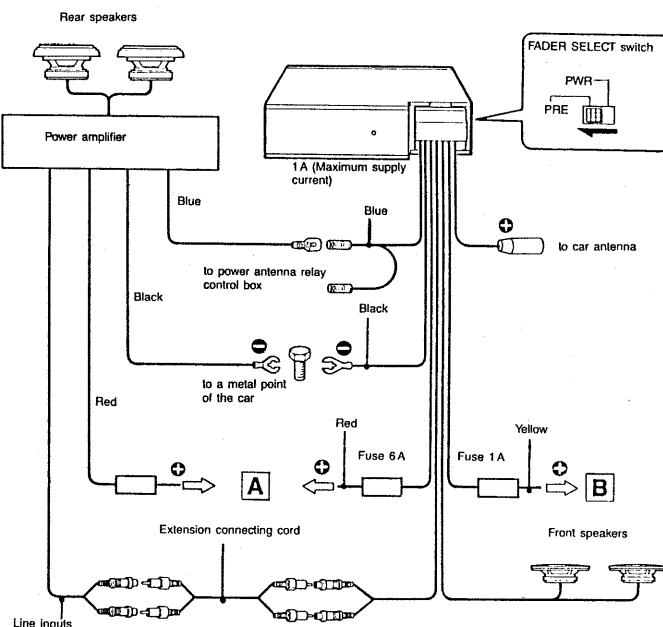 Rear speakers
FADER SELECT switch
PWR
PRE
Power amplifier
1 A (Maximum supply
current)
Blue
Blue
to car antenna
to power antenna relay
control box
Black
Black
to a metal point
of the car
Red
Red
Fuse 6 A
Fuse 1 A
Yellow
A
B
Extension connecting cord
Front speakers
Line inputs